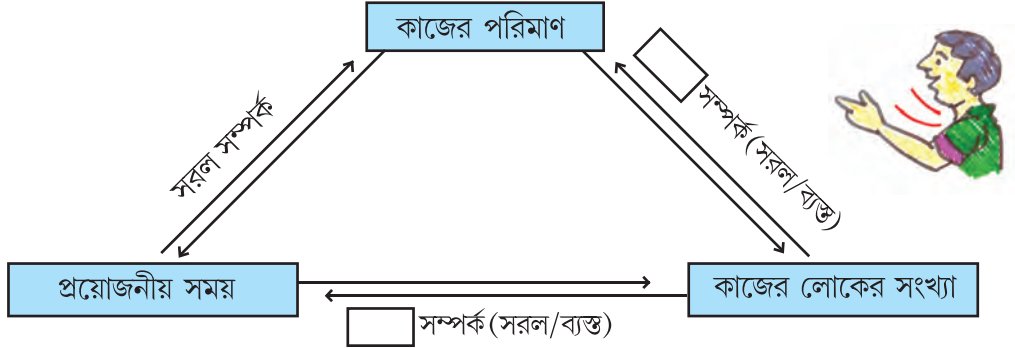 কাজের পরিমাণ
সরল সম্পর্ক
সম্পর্ক (সরল/ব্যস্ত)
প্রয়োজনীয় সময়
কাজের লোকের সংখ্যা
সম্পর্ক (সরল/ব্যস্ত)